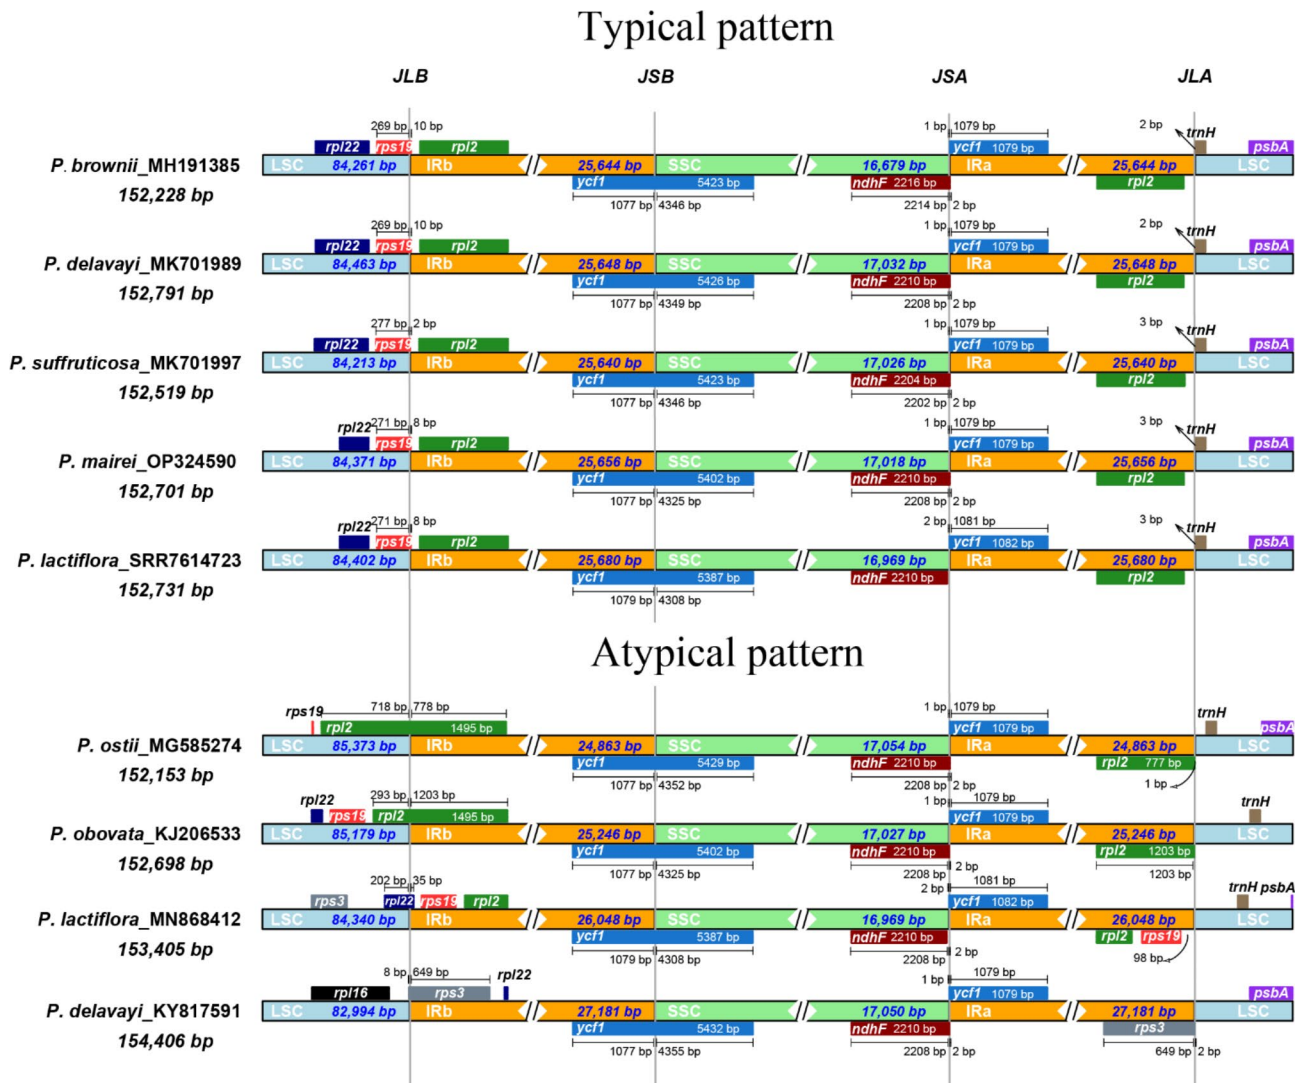 Typical pattern
JLB JSB JSA JLA
269 bp 10 bp 1 bp 1079 bp 2 bp trnH
rpl22 rps19 rpl2 ycf1 1079 bp psbA
P. brownii_MH191385 LSC 84,261 bp IRb 25,644 bp SSC 16,679 bp IRa 25,644 bp LSC
152,228 bp ycf1 5423 bp ndhF 2216 bp rpl2
1077 bp 4346 bp 2214 bp 2 bp
269 bp 10 bp 1 bp 1079 bp 2 bp trnH
rpl22 rps19 rpl2 ycf1 1079 bp psbA
P. delavayi_MK701989 LSC 84,463 bp IRb 25,648 bp SSC 17,032 bp IRa 25,648 bp LSC
152,791 bp ycf1 5426 bp ndhF 2210 bp rpl2
1077 bp 4349 bp 2208 bp 2 bp
277 bp 2 bp 1 bp 1079 bp 3 bp trnH
rpl22 rps19 rpl2 ycf1 1079 bp psbA
P. suffruticosa_MK701997 LSC 84,213 bp IRb 25,640 bp SSC 17,026 bp IRa 25,640 bp LSC
152,519 bp ycf1 5423 bp ndhF 2204 bp rpl2
1077 bp 4346 bp 2202 bp 2 bp
rpl22 271 bp 8 bp 1 bp 1079 bp 3 bp trnH
rps19 rpl2 ycf1 1079 bp psbA
P. mairei_OP324590 LSC 84,371 bp IRb 25,656 bp SSC 17,018 bp IRa 25,656 bp LSC
152,701 bp ycf1 5402 bp ndhF 2210 bp rpl2
1077 bp 4325 bp 2208 bp 2 bp
rpl22 271 bp 8 bp 2 bp 1081 bp 3 bp trnH
rps19 rpl2 ycf1 1082 bp psbA
P. lactiflora_SRR7614723 LSC 84,402 bp IRb 25,680 bp SSC 16,969 bp IRa 25,680 bp LSC
152,731 bp ycf1 5387 bp ndhF 2210 bp rpl2
1079 bp 4308 bp
Atypical pattern
rps19 718 bp 778 bp 1 bp 1079 bp trnH
rpl2 1495 bp ycf1 1079 bp psbA
P. ostii_MG585274 LSC 85,373 bp IRb 24,863 bp SSC 17,054 bp IRa 24,863 bp LSC
152,153 bp ycf1 5429 bp ndhF 2210 bp rpl2 777 bp
1077 bp 4352 bp 2208 bp 2 bp 1 bp
rpl22 293 bp 1203 bp 1 bp 1079 bp trnH
rps19 rpl2 1495 bp ycf1 1079 bp
P. obovata_KJ206533 LSC 85,179 bp IRb 25,246 bp SSC 17,027 bp IRa 25,246 bp LSC
152,698 bp ycf1 5402 bp ndhF 2210 bp rpl2 1203 bp
1077 bp 4325 bp 2208 bp 2 bp 1203 bp
202 bp 35 bp 2 bp 1081 bp trnH psbA
rps3 rpl22 rps19 rpl2 ycf1 1082 bp
P. lactiflora_MN868412 LSC 84,340 bp IRb 26,048 bp SSC 16,969 bp IRa 26,048 bp LSC
153,405 bp ycf1 5387 bp ndhF 2210 bp rpl2 rps19
1079 bp 4308 bp 2208 bp 2 bp 98 bp
8 bp 649 bp rpl22 1 bp 1079 bp
rpl16 rps3 ycf1 1079 bp psbA
P. delavayi_KY817591 LSC 82,994 bp IRb 27,181 bp SSC 17,050 bp IRa 27,181 bp LSC
154,406 bp ycf1 5432 bp ndhF 2210 bp rps3
1077 bp 4355 bp 2208 bp 2 bp 649 bp 2 bp